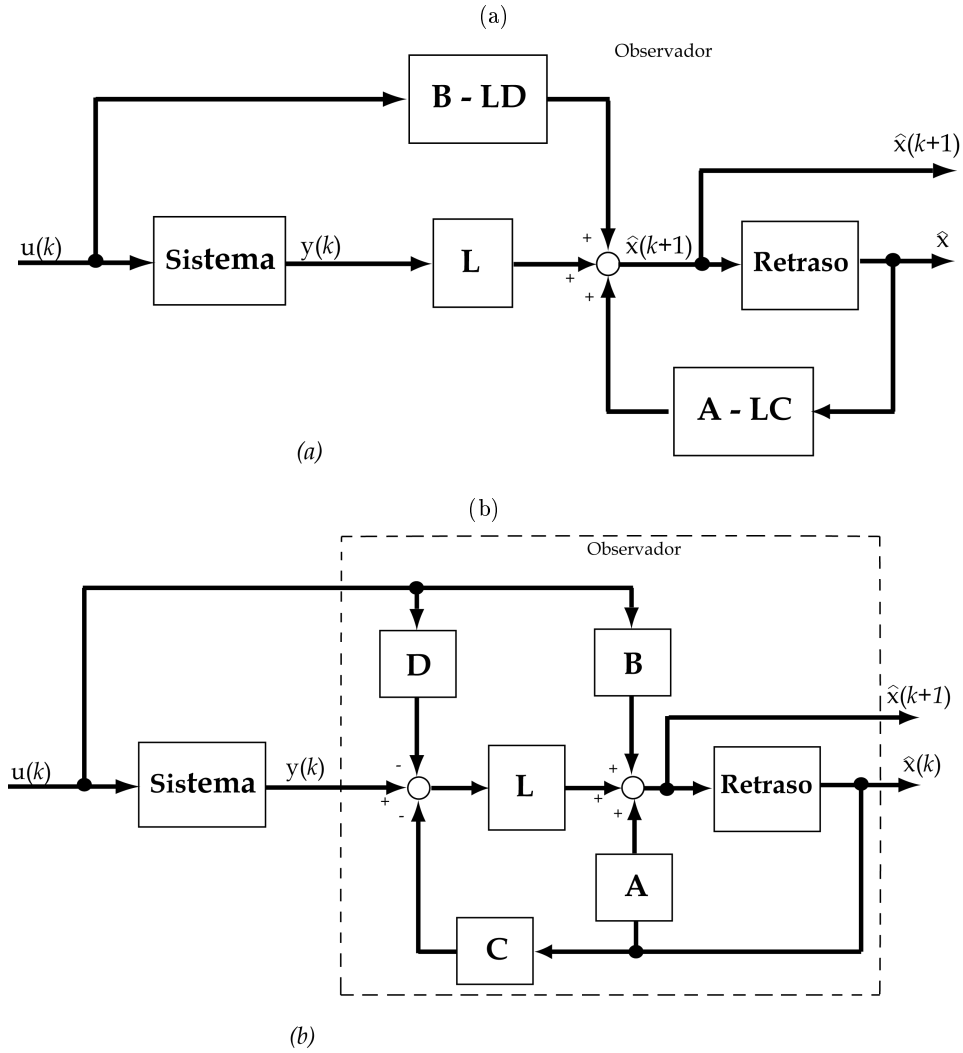 (a)
Observador
B - LD
x̂(k+1)
u(k)
Sistema
y(k)
L
+
+
+
x̂(k+1)
Retraso
x̂
A - LC
(a)
(b)
Observador
D
B
x̂(k+1)
u(k)
Sistema
y(k)
-
+
-
L
+
+
+
Retraso
x̂(k)
A
C
(b)